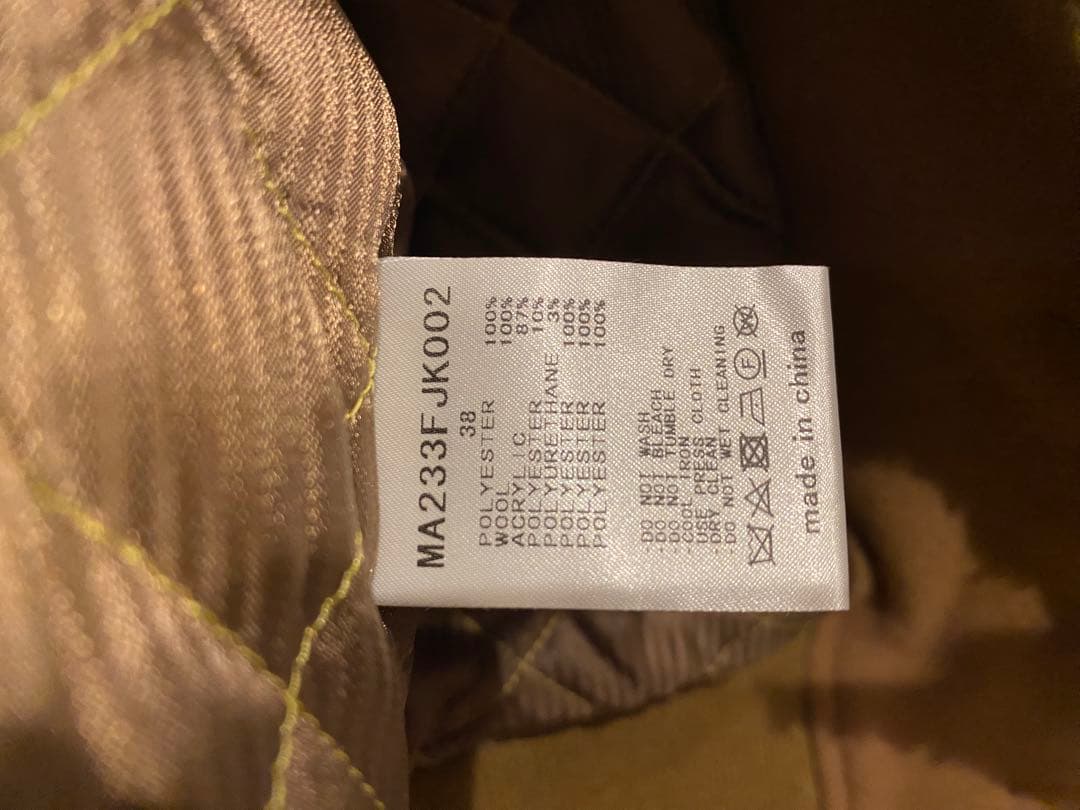 MA233FJK002
38
POLYESTER 100%
WOOL 100%
ACRYLIC 87%
POLYESTER 10%
POLYURETHANE 3%
POLYESTER 100%
POLYESTER 100%
POLYESTER 100%
·DO NOT WASH
·DO NOT BLEACH
·DO NOT TUMBLE DRY
·COOL IRON
USE PRESS CLOTH
·DRY CLEAN
·DO NOT WET CLEANING
F
W
made in china